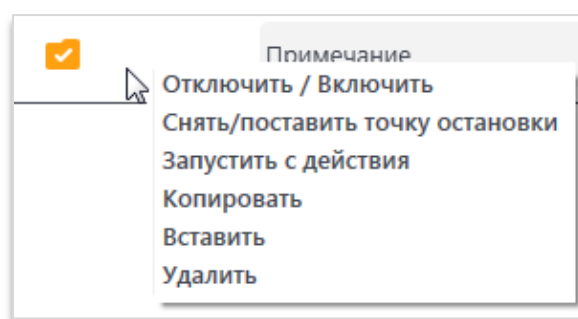 Примечание
Отключить / Включить
Снять/поставить точку остановки
Запустить с действия
Копировать
Вставить
Удалить